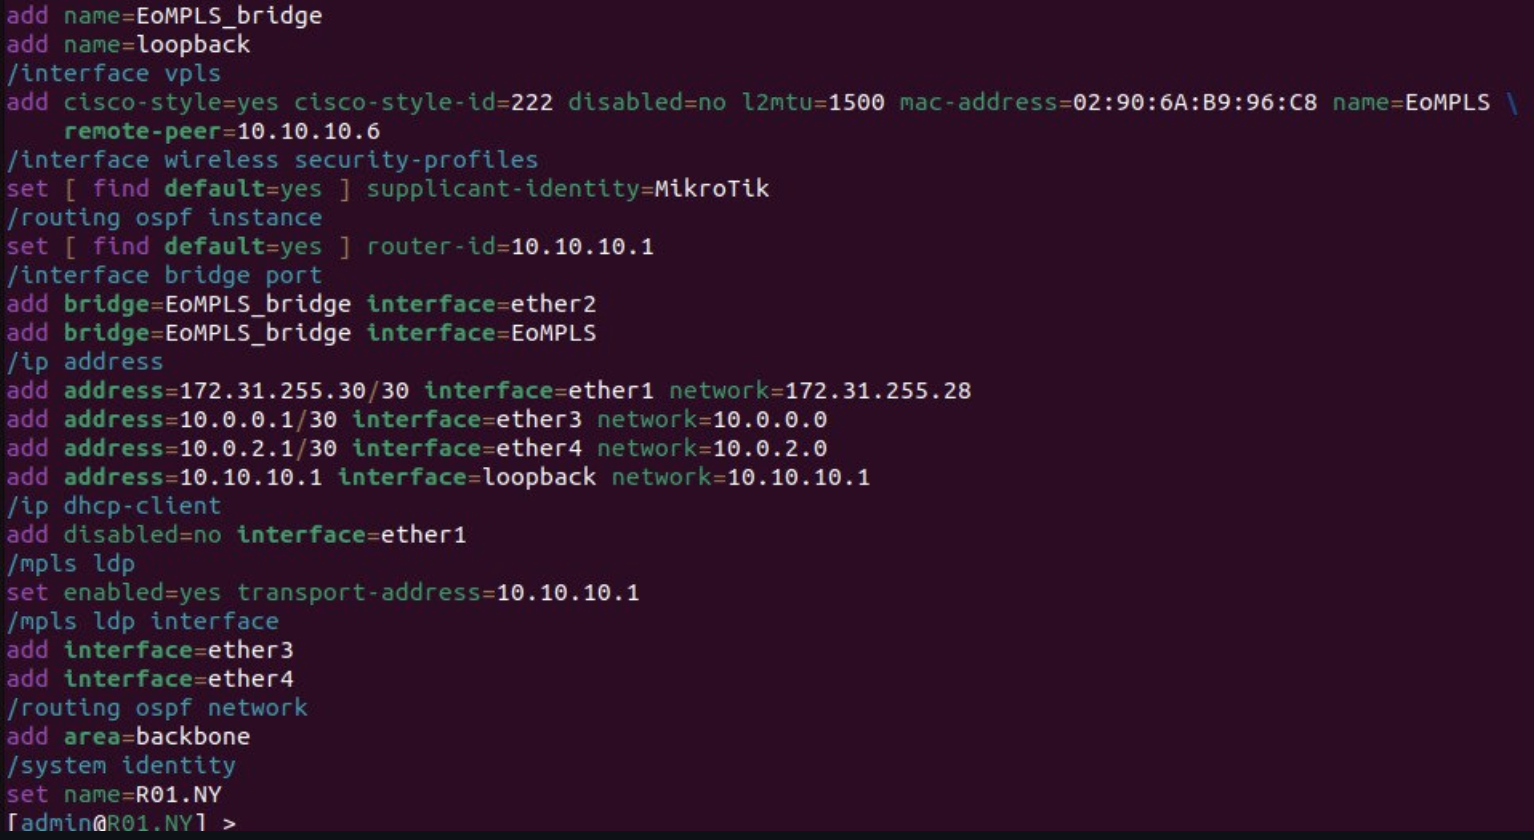 add name=EoMPLS_bridge
add name=loopback
/interface vpls
add cisco-style=yes cisco-style-id=222 disabled=no l2mtu=1500 mac-address=02:90:6A:B9:96:C8 name=EoMPLS \
    remote-peer=10.10.10.6
/interface wireless security-profiles
set [ find default=yes ] supplicant-identity=MikroTik
/routing ospf instance
set [ find default=yes ] router-id=10.10.10.1
/interface bridge port
add bridge=EoMPLS_bridge interface=ether2
add bridge=EoMPLS_bridge interface=EoMPLS
/ip address
add address=172.31.255.30/30 interface=ether1 network=172.31.255.28
add address=10.0.0.1/30 interface=ether3 network=10.0.0.0
add address=10.0.2.1/30 interface=ether4 network=10.0.2.0
add address=10.10.10.1 interface=loopback network=10.10.10.1
/ip dhcp-client
add disabled=no interface=ether1
/mpls ldp
set enabled=yes transport-address=10.10.10.1
/mpls ldp interface
add interface=ether3
add interface=ether4
/routing ospf network
add area=backbone
/system identity
set name=R01.NY
[admin@R01.NY] >